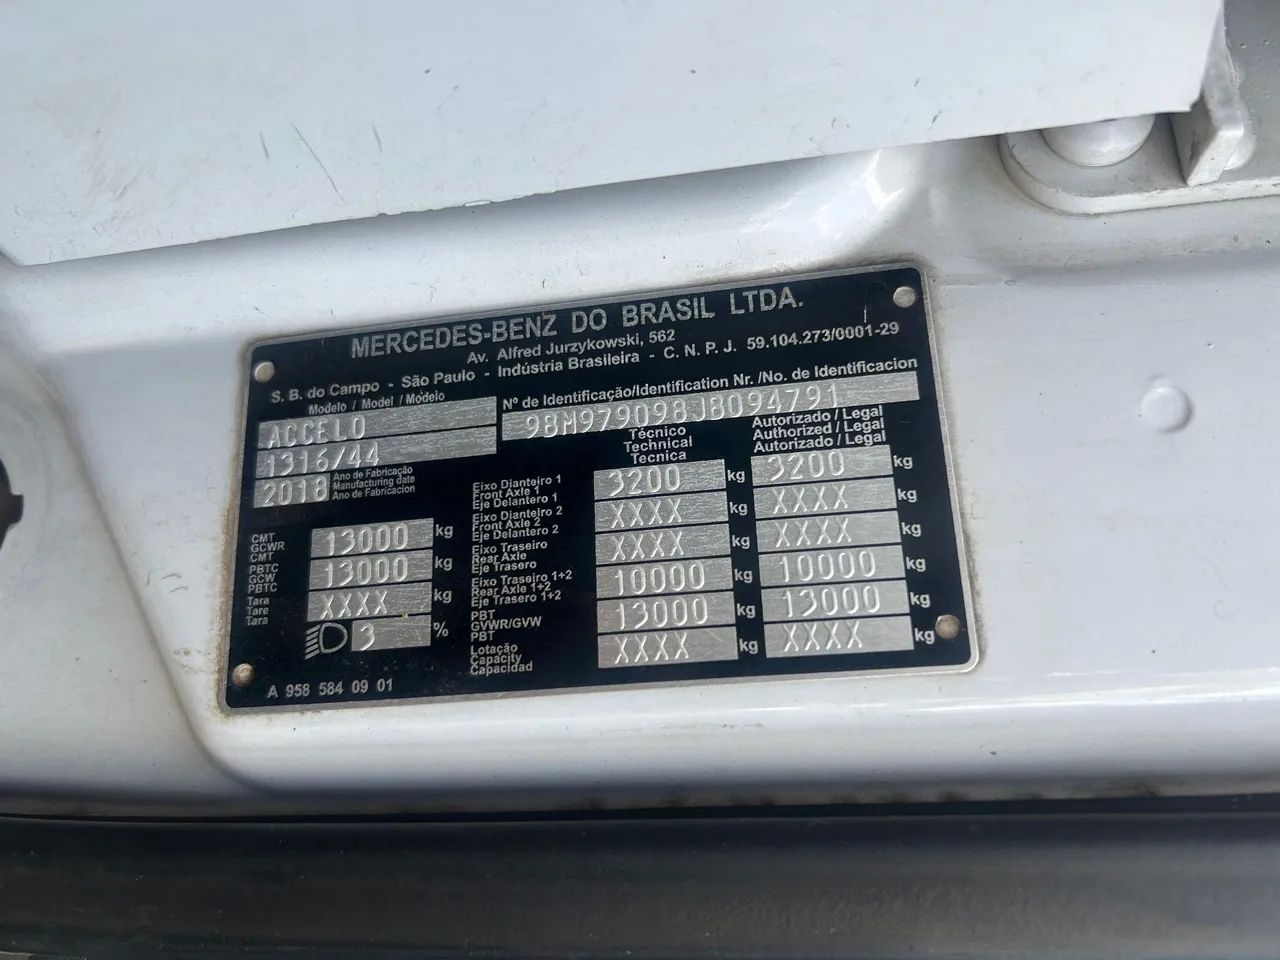 MERCEDES-BENZ DO BRASIL LTDA.
Av. Alfred Jurzykowski, 562
S. B. do Campo - São Paulo - Indústria Brasileira - C. N. P. J. 59.104.273/0001-29
Modelo / Model / Modelo
ACCELO
1316/44
2018
Ano de Fabricação
Manufacturing date
Ano de Fabricacion
Nº de Identificação/Identification Nr. /No. de Identificacion
9BM979098JB094791
Técnico
Technical
Tecnica
Autorizado / Legal
Authorized / Legal
Autorizado / Legal
Eixo Dianteiro 1
Front Axle 1
Eje Delantero 1
3200 kg 3200 kg
Eixo Dianteiro 2
Front Axle 2
Eje Delantero 2
XXXX kg XXXX kg
Eixo Traseiro
Rear Axle
Eje Trasero
XXXX kg XXXX kg
Eixo Traseiro 1+2
Rear Axle 1+2
Eje Trasero 1+2
10000 kg 10000 kg
PBT
GVWR/GVW
PBT
13000 kg 13000 kg
Lotação
Capacity
Capacidad
XXXX kg XXXX kg
CMT
GCWR
CMT
13000 kg
PBTC
GCW
PBTC
13000
Tara
Tare
Tara
XXXX kg
3 %
A 958 584 09 01